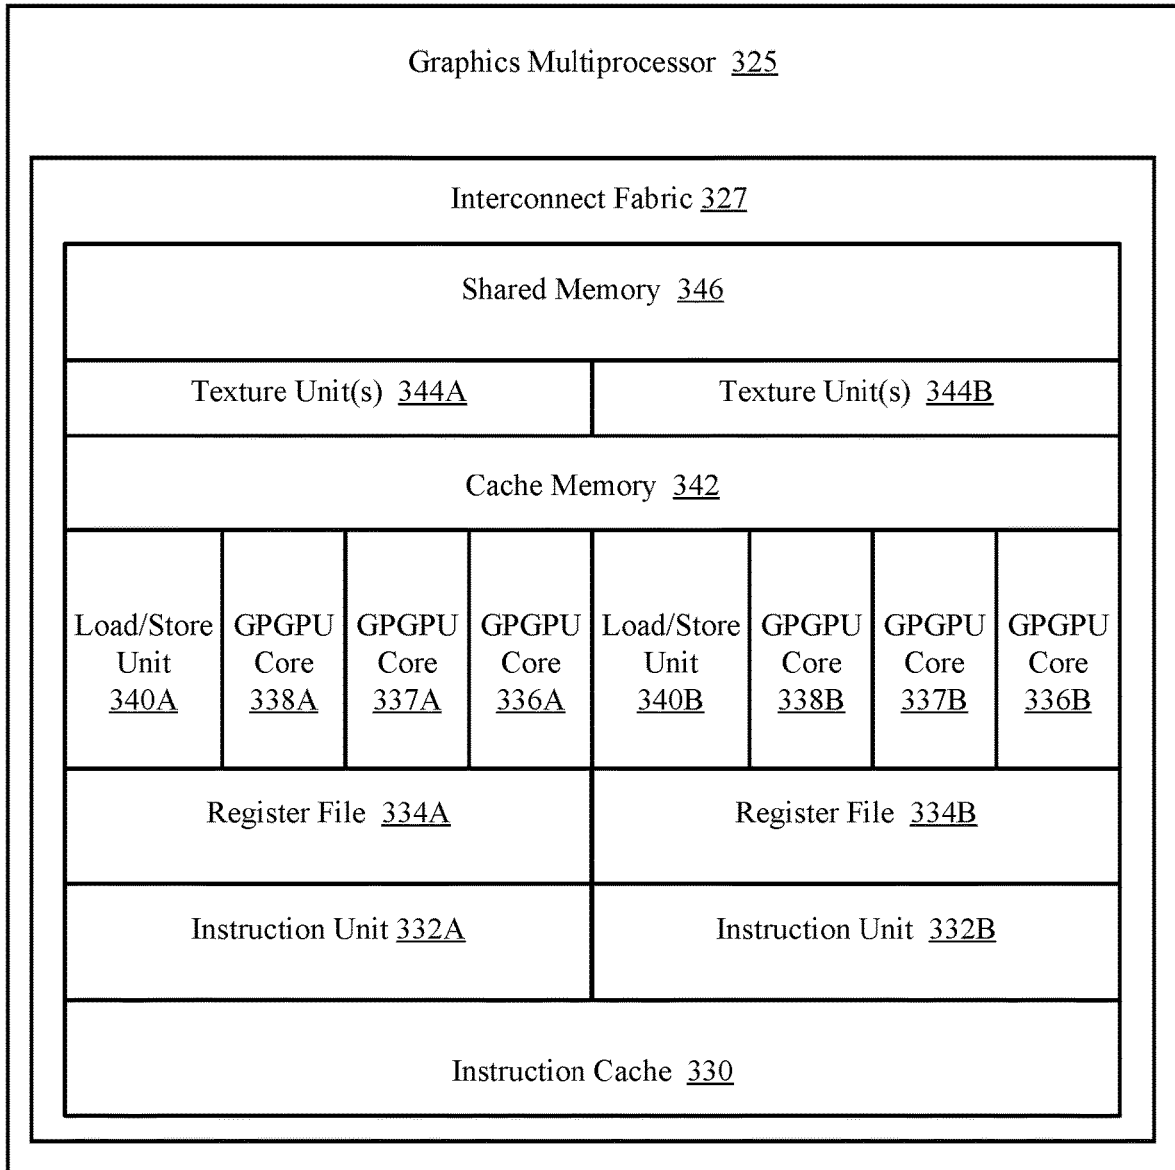 Graphics Multiprocessor 325
Interconnect Fabric 327
Shared Memory 346
Texture Unit(s) 344A
Texture Unit(s) 344B
Cache Memory 342
Load/Store
Unit
340A
GPGPU
Core
338A
GPGPU
Core
337A
GPGPU
Core
336A
Load/Store
Unit
340B
GPGPU
Core
338B
GPGPU
Core
337B
GPGPU
Core
336B
Register File 334A
Register File 334B
Instruction Unit 332A
Instruction Unit 332B
Instruction Cache 330